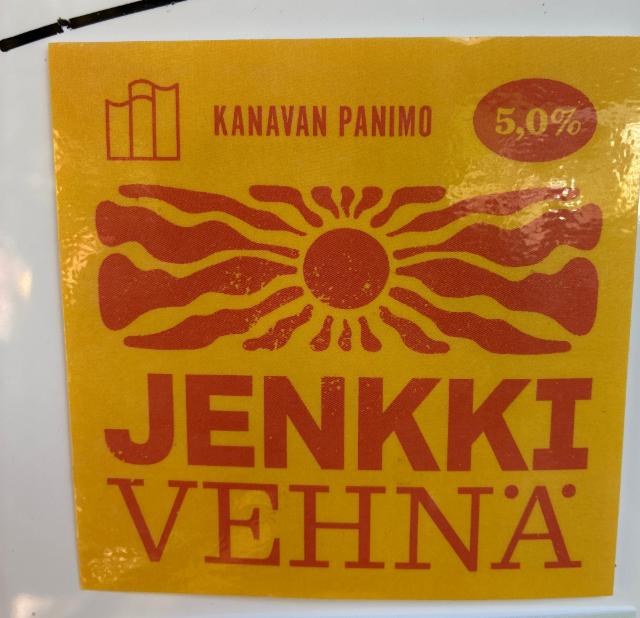 KANAVAN PANIMO
5,0%
JENKKI
VEHNÄ